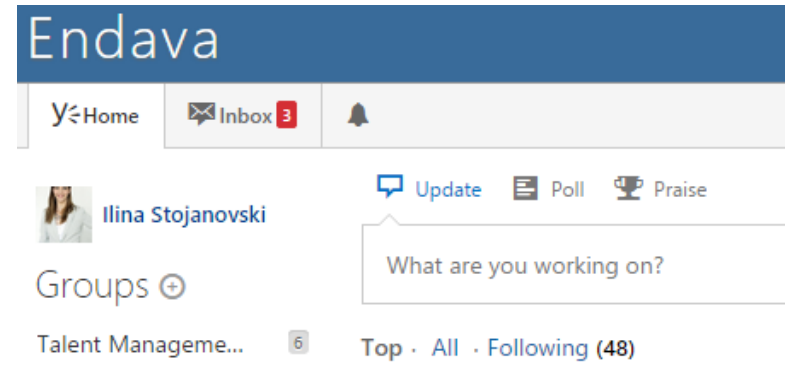 Endava
Home Inbox 3
Update Poll Praise
Ilina Stojanovski
What are you working on?
Groups
Talent Manageme... 6
Top · All · Following (48)